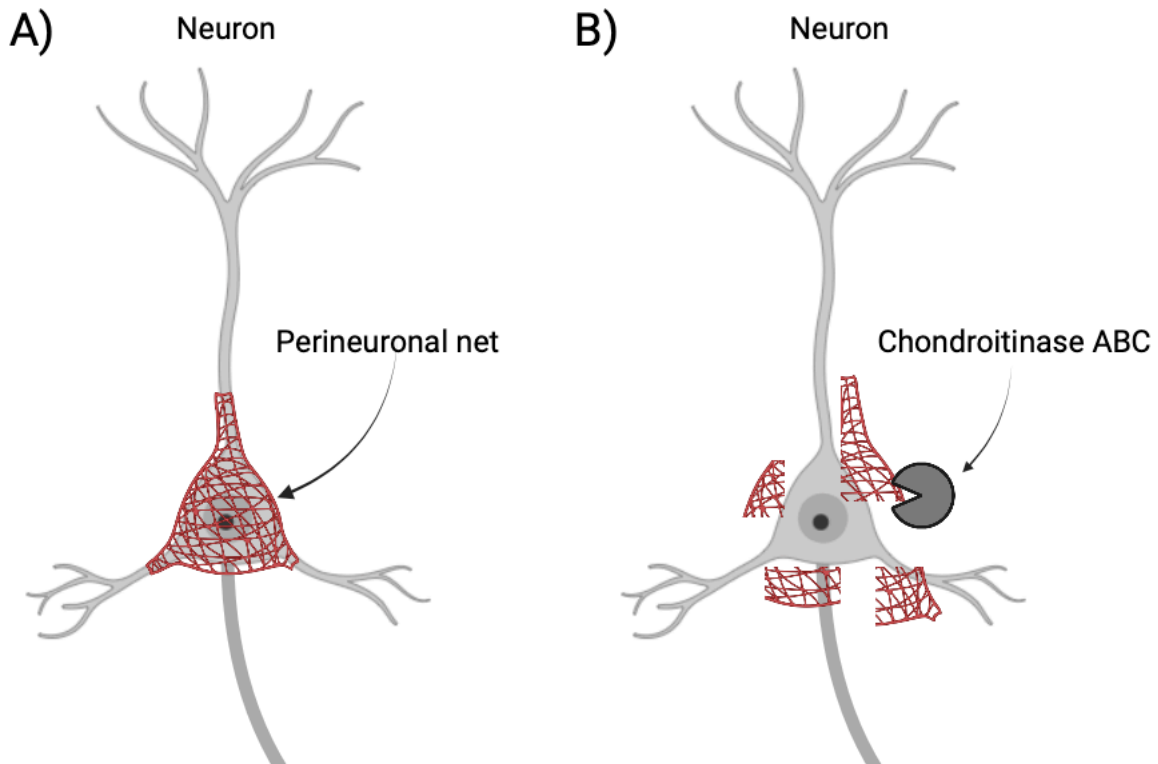 A)
Neuron
B)
Neuron
Perineuronal net
Chondroitinase ABC